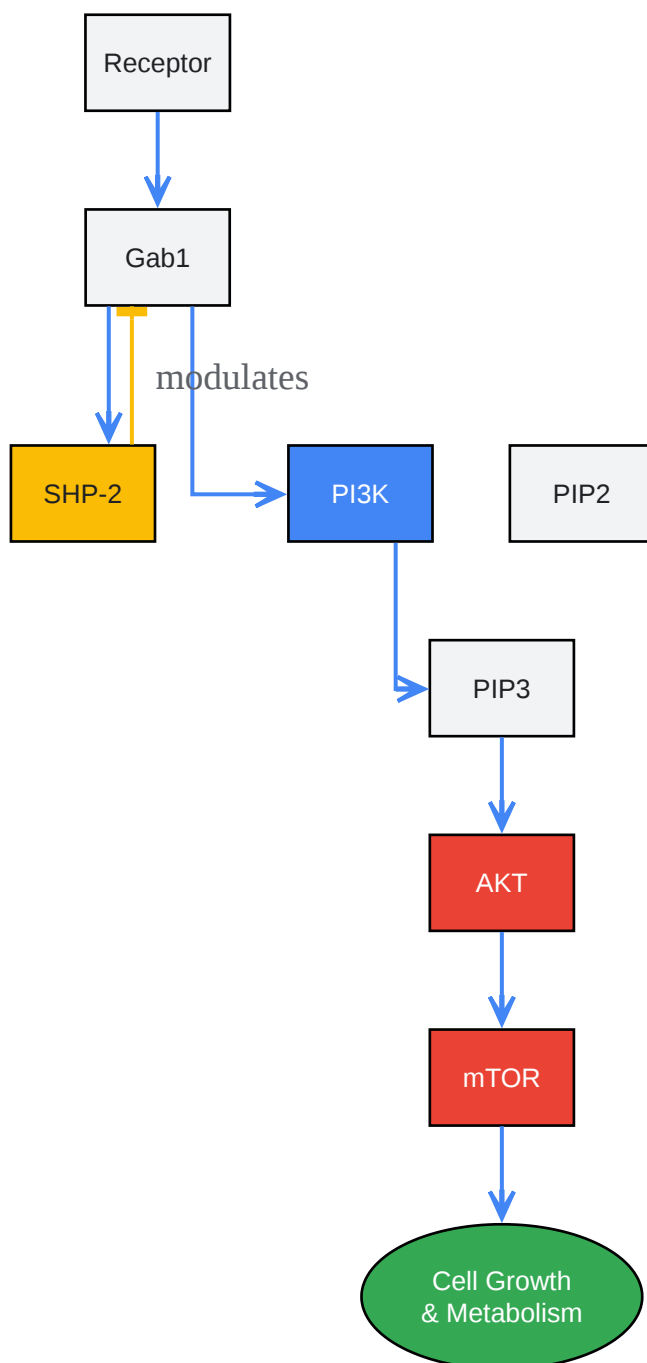 Receptor
Gab1
modulates
SHP-2
PI3K
PIP2
PIP3
AKT
mTOR
Cell Growth
& Metabolism